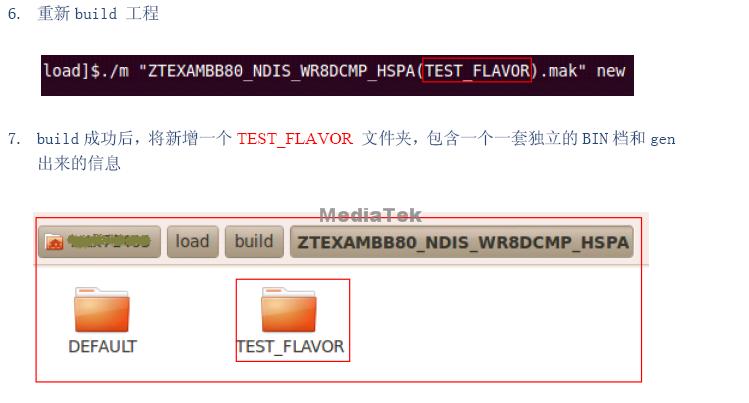 6. 重新 build 工程
load]$./m "ZTEXAMBB80_NDIS_WR8DCMP_HSPA(TEST_FLAVOR).mak" new
7. build 成功后，将新增一个 TEST_FLAVOR 文件夹，包含一个一套独立的 BIN 档和 gen
出来的信息
MediaTek
load build ZTEXAMBB80_NDIS_WR8DCMP_HSPA
DEFAULT TEST_FLAVOR